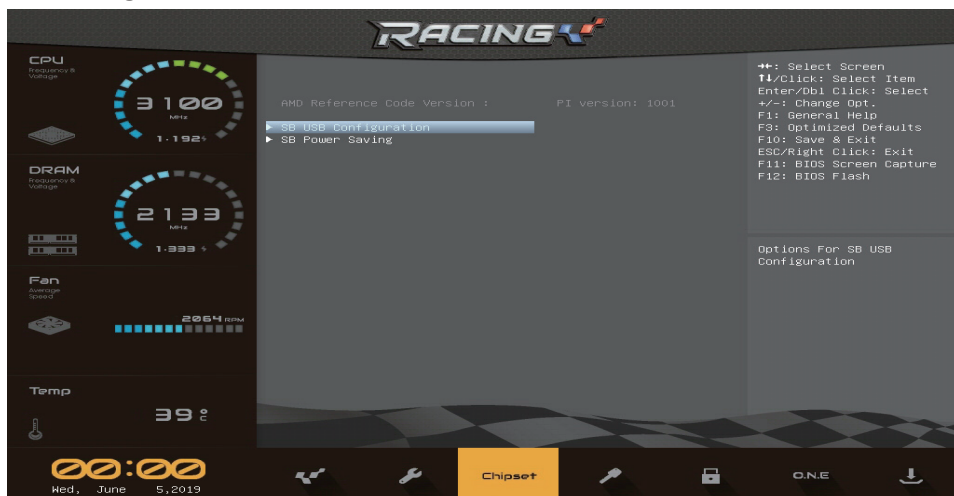 RACING
CPU
Frequency &
Voltage
3100
MHz
1.192v
DRAM
Frequency &
Voltage
2133
MHz
1.333 v
Fan
Average
Speed
2064 RPM
Temp
39 °C
AMD Reference Code Version : PI version: 1001
▶ SB USB Configuration
▶ SB Power Saving
→←: Select Screen
↑↓/Click: Select Item
Enter/Dbl Click: Select
+/-: Change Opt.
F1: General Help
F3: Optimized Defaults
F10: Save & Exit
ESC/Right Click: Exit
F11: BIOS Screen Capture
F12: BIOS Flash
Options For SB USB
Configuration
00:00
Wed, June 5,2019
Chipset
O.N.E